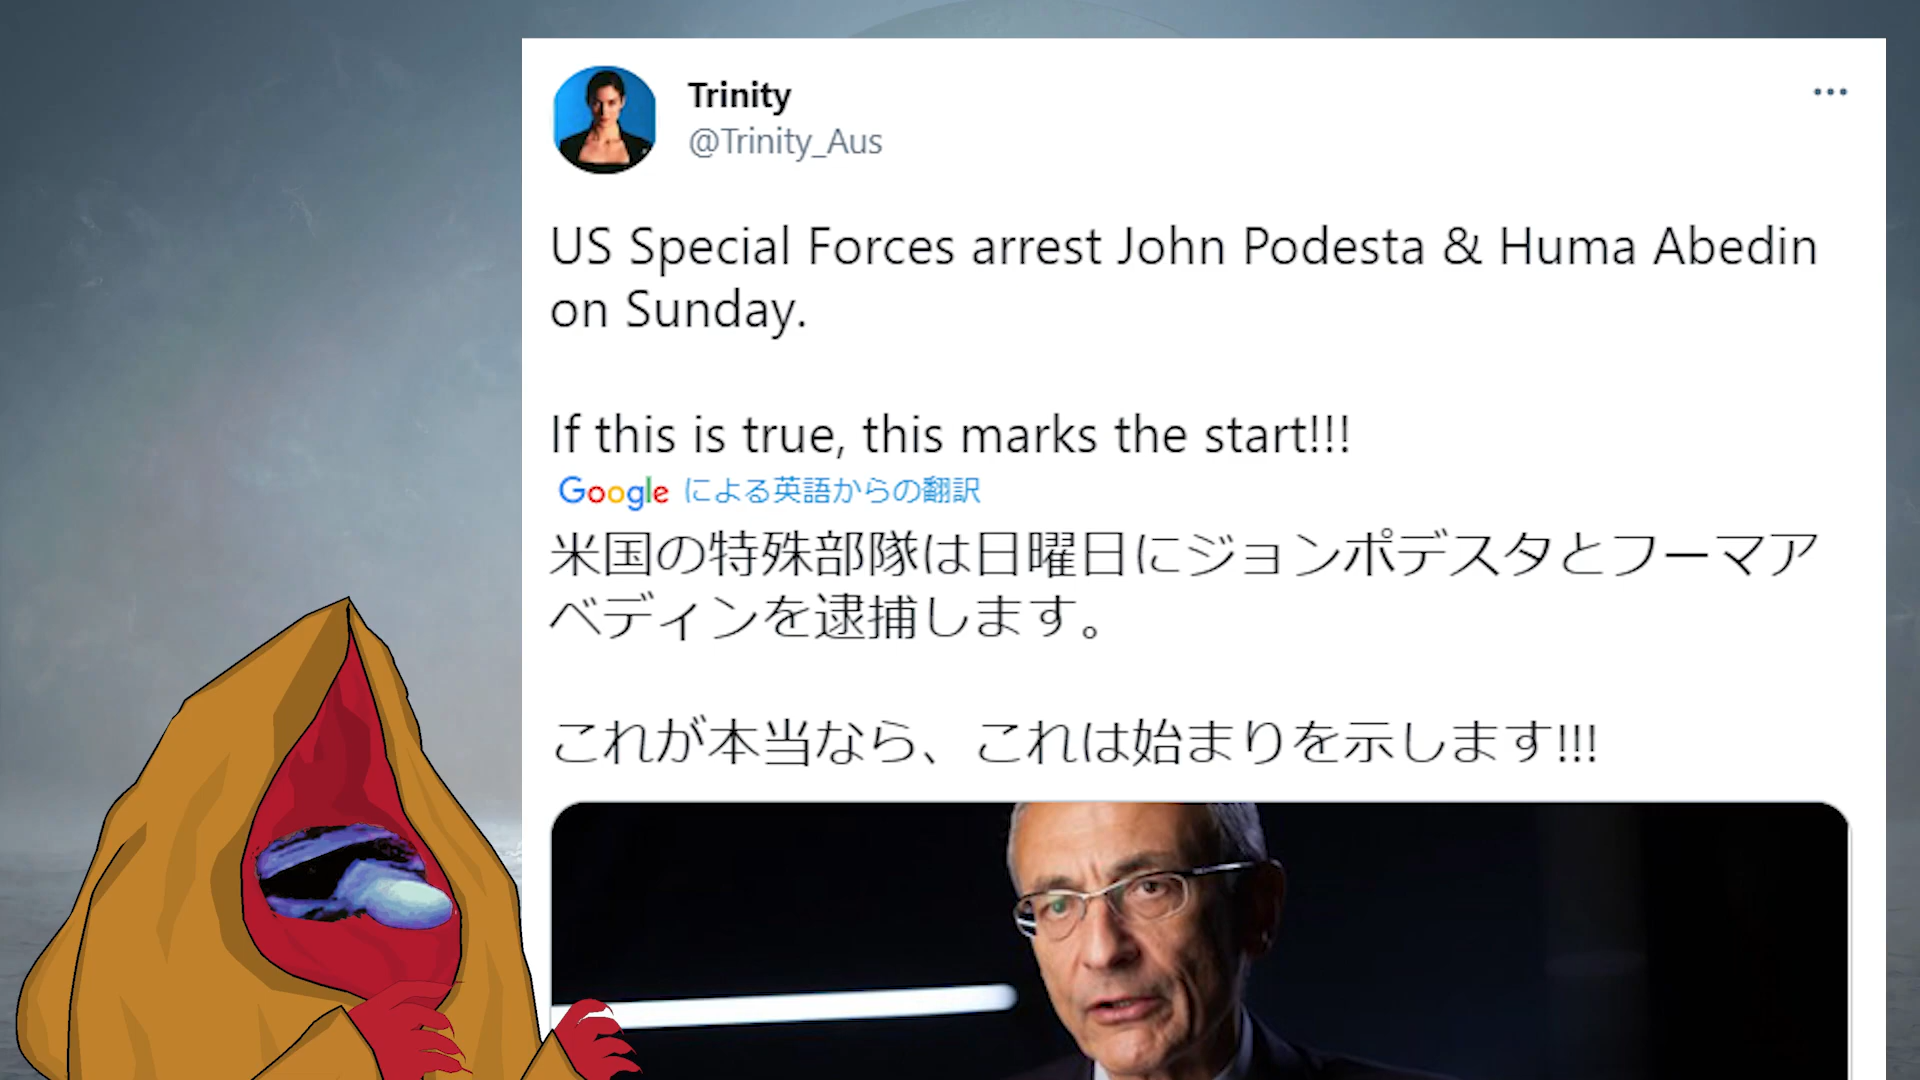 Trinity
@Trinity_Aus
US Special Forces arrest John Podesta & Huma Abedin
on Sunday.
If this is true, this marks the start!!!
Google による英語からの翻訳
米国の特殊部隊は日曜日にジョンポデスタとフーマア
ベディンを逮捕します。
これが本当なら、これは始まりを示します!!!